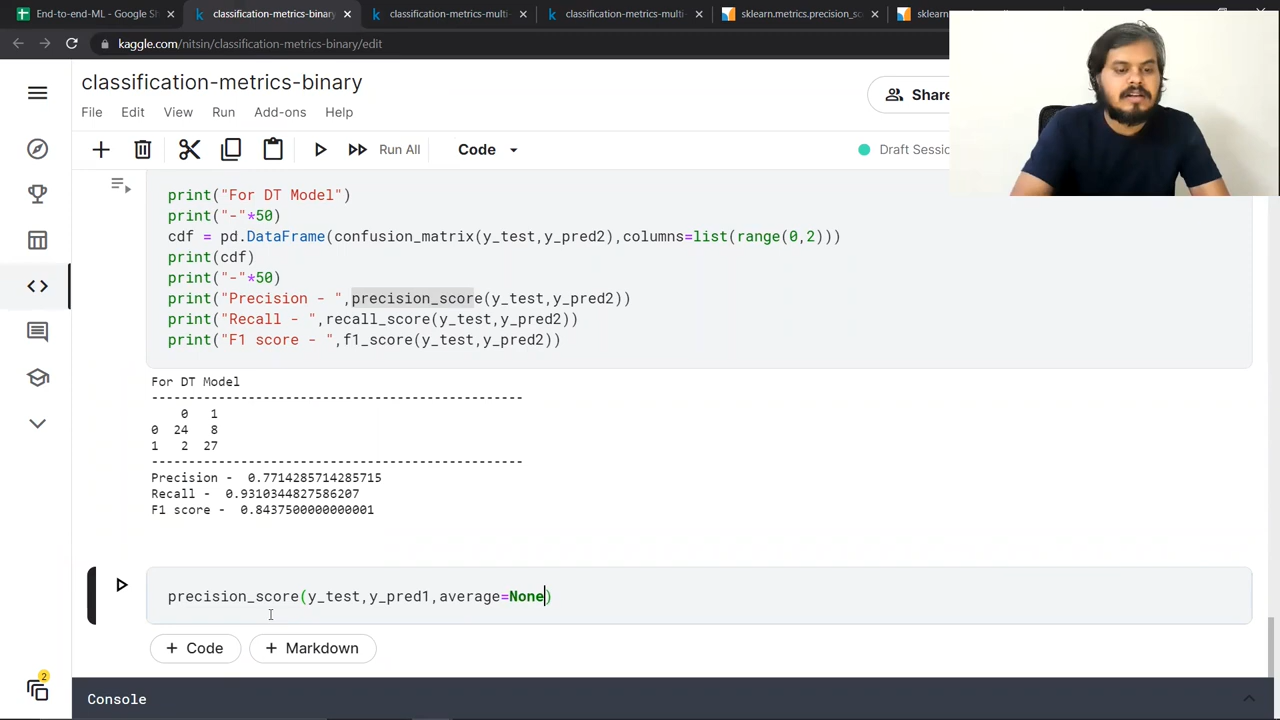 End-to-end-ML - Google Sh
classification-metrics-binary
classification-metrics-multi
classification-metrics-multi
sklearn.metrics.precision_sc
sklearn
kaggle.com/nitsin/classification-metrics-binary/edit
classification-metrics-binary
File Edit View Run Add-ons Help
Share
Run All
Code
Draft Sessio
print("For DT Model")
print("-"*50)
cdf = pd.DataFrame(confusion_matrix(y_test,y_pred2),columns=list(range(0,2)))
print(cdf)
print("-"*50)
print("Precision - ",precision_score(y_test,y_pred2))
print("Recall - ",recall_score(y_test,y_pred2))
print("F1 score - ",f1_score(y_test,y_pred2))
For DT Model
--------------------------------------------------
0 1
0 24 8
1 2 27
--------------------------------------------------
Precision - 0.7714285714285715
Recall - 0.9310344827586207
F1 score - 0.8437500000000001
precision_score(y_test,y_pred1,average=None)
+ Code
+ Markdown
2
Console